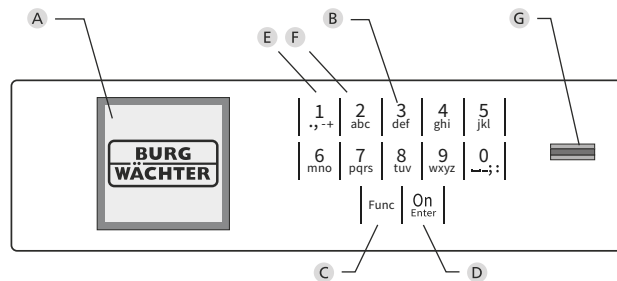 A
B
G
E F
1 2 3 4 5
.,-+ abc def ghi jkl
BURG
WÄCHTER
6 7 8 9 0
mno pqrs tuv wxyz ⎵_;:
Func On
Enter
C
D